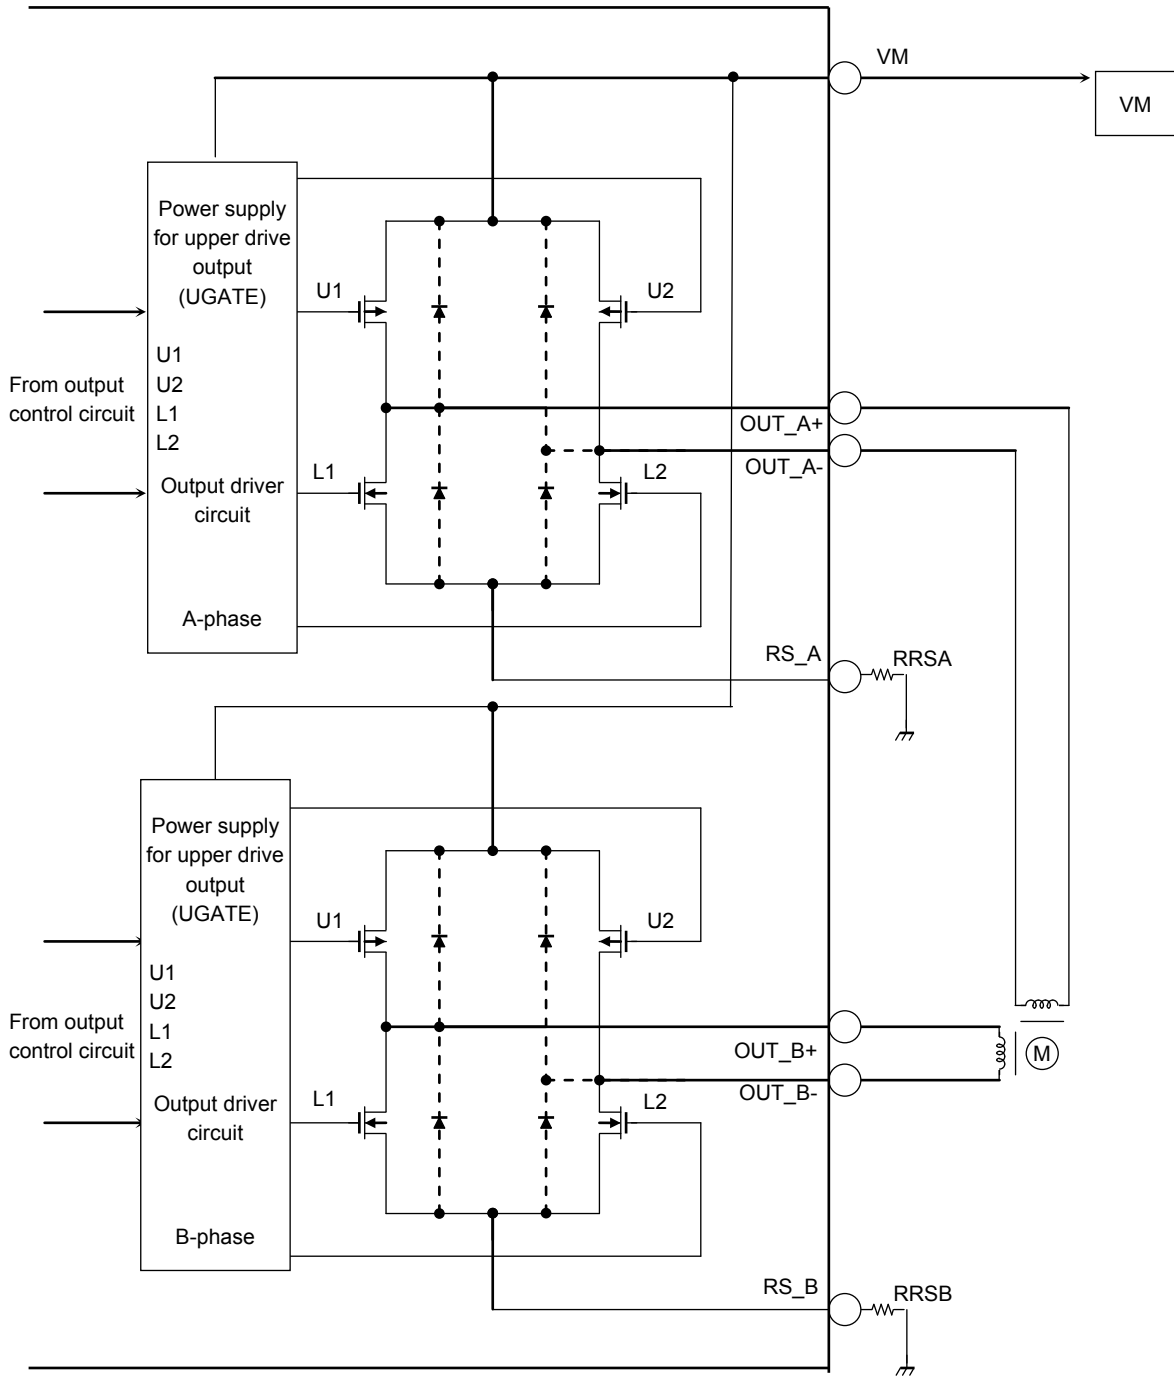 VM
VM
Power supply
for upper drive
output
(UGATE)
U1
U2
U1
U2
L1
L2
From output
control circuit
OUT_A+
OUT_A-
L1
L2
Output driver
circuit
A-phase
RS_A
RRSA
Power supply
for upper drive
output
(UGATE)
U1
U2
U1
U2
L1
L2
From output
control circuit
OUT_B+
M
OUT_B-
L1
L2
Output driver
circuit
B-phase
RS_B
RRSB